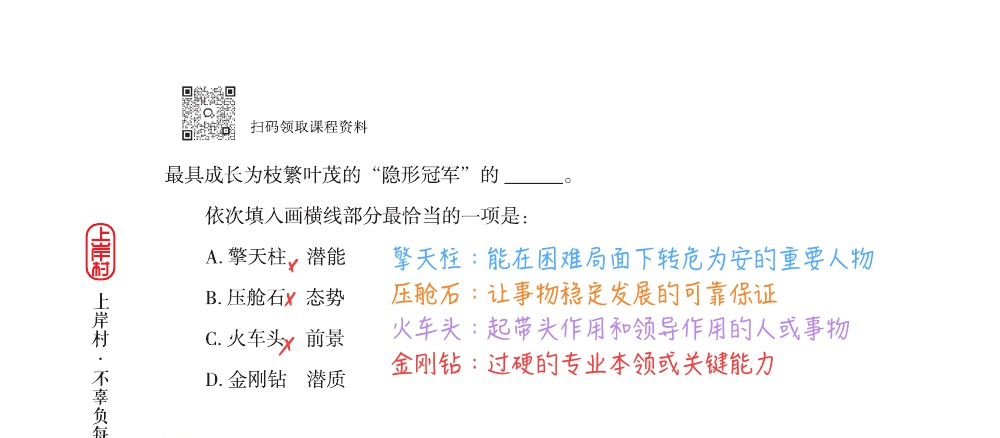 扫码领取课程资料
最具成长为枝繁叶茂的“隐形冠军”的 ______。
依次填入画横线部分最恰当的一项是：
A. 擎天柱 潜能
擎天柱：能在困难局面下转危为安的重要人物
B. 压舱石 态势
压舱石：让事物稳定发展的可靠保证
C. 火车头 前景
火车头：起带头作用和领导作用的人或事物
D. 金刚钻 潜质
金刚钻：过硬的专业本领或关键能力
上岸村
上岸村·不辜负每